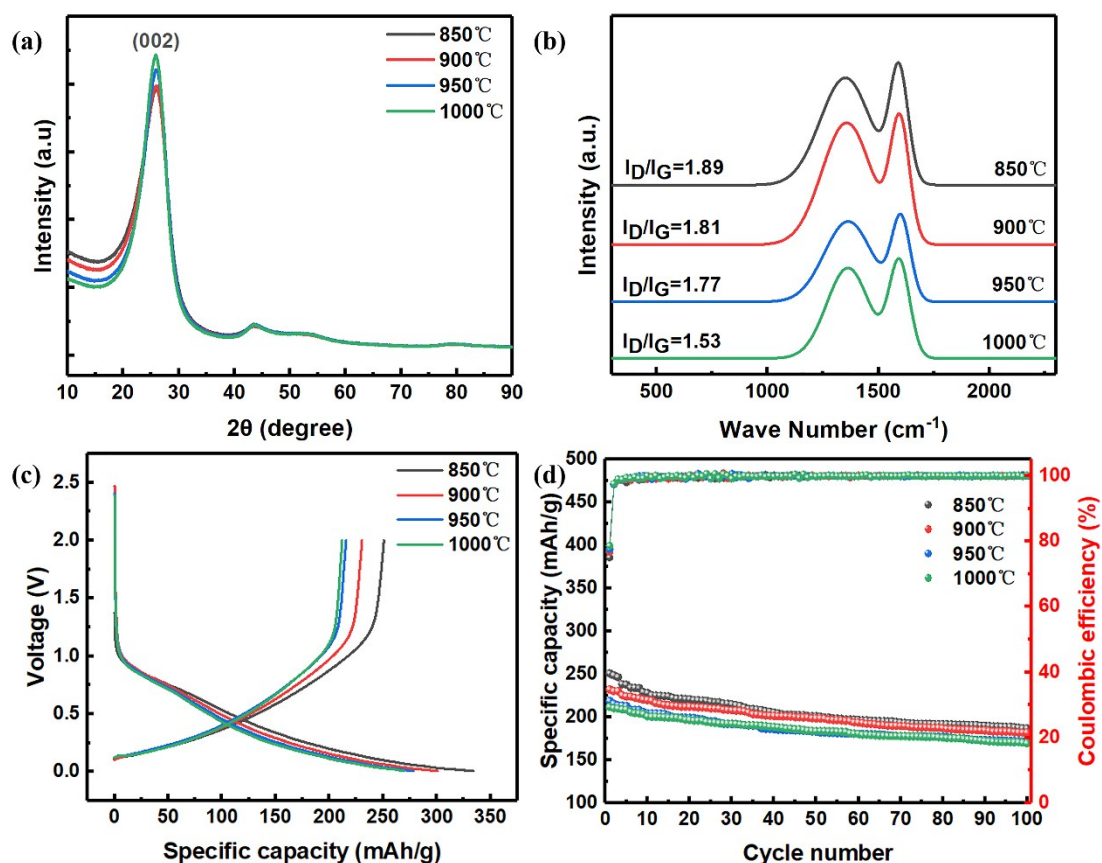 (a)
(002)
850℃
900℃
950℃
1000℃
Intensity (a.u)
10 20 30 40 50 60 70 80 90
2θ (degree)
(b)
I_D/I_G=1.89 850℃
I_D/I_G=1.81 900℃
I_D/I_G=1.77 950℃
I_D/I_G=1.53 1000℃
Intensity (a.u.)
500 1000 1500 2000
Wave Number (cm⁻¹)
(c)
850℃
900℃
950℃
1000℃
2.5
2.0
1.5
1.0
0.5
0.0
Voltage (V)
0 50 100 150 200 250 300 350
Specific capacity (mAh/g)
(d)
850℃
900℃
950℃
1000℃
500
450
400
350
300
250
200
150
100
Specific capacity (mAh/g)
100
80
60
40
20
0
Coulombic efficiency (%)
0 10 20 30 40 50 60 70 80 90 100
Cycle number